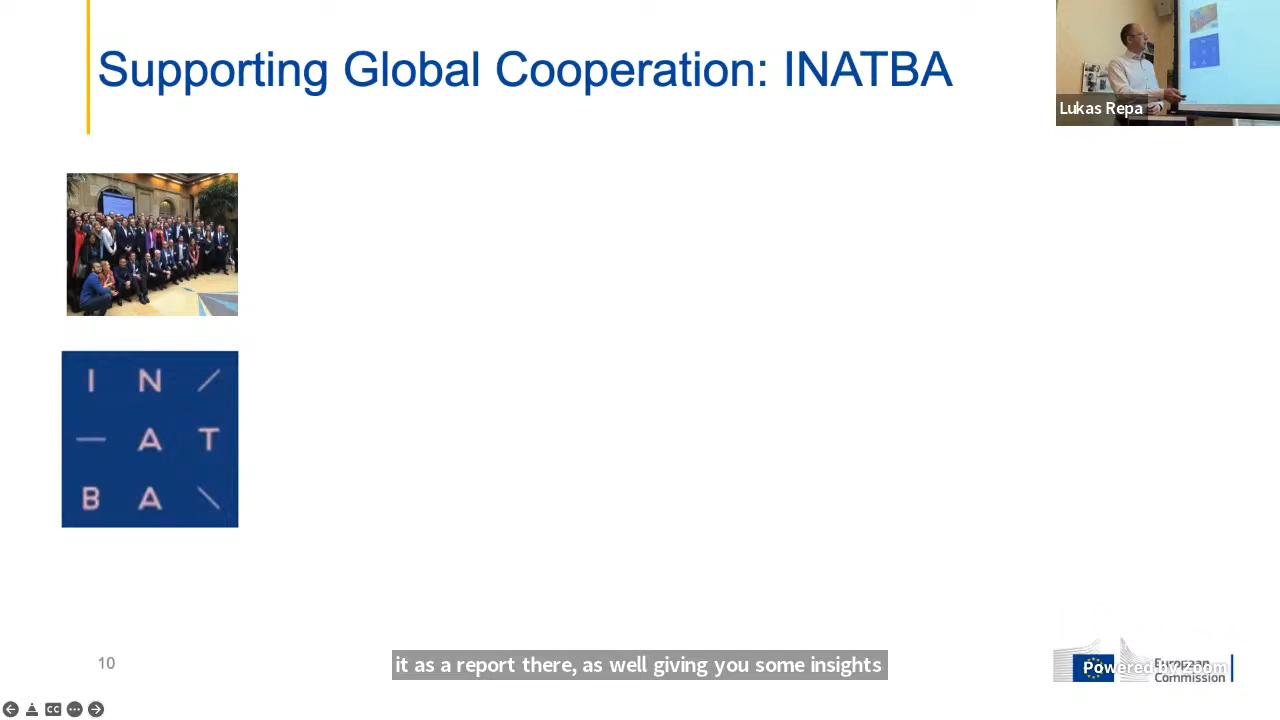 Supporting Global Cooperation: INATBA
Lukas Repa
I N
A T
B A
10
it as a report there, as well giving you some insights
European
Commission
Powered by Zoom
CC